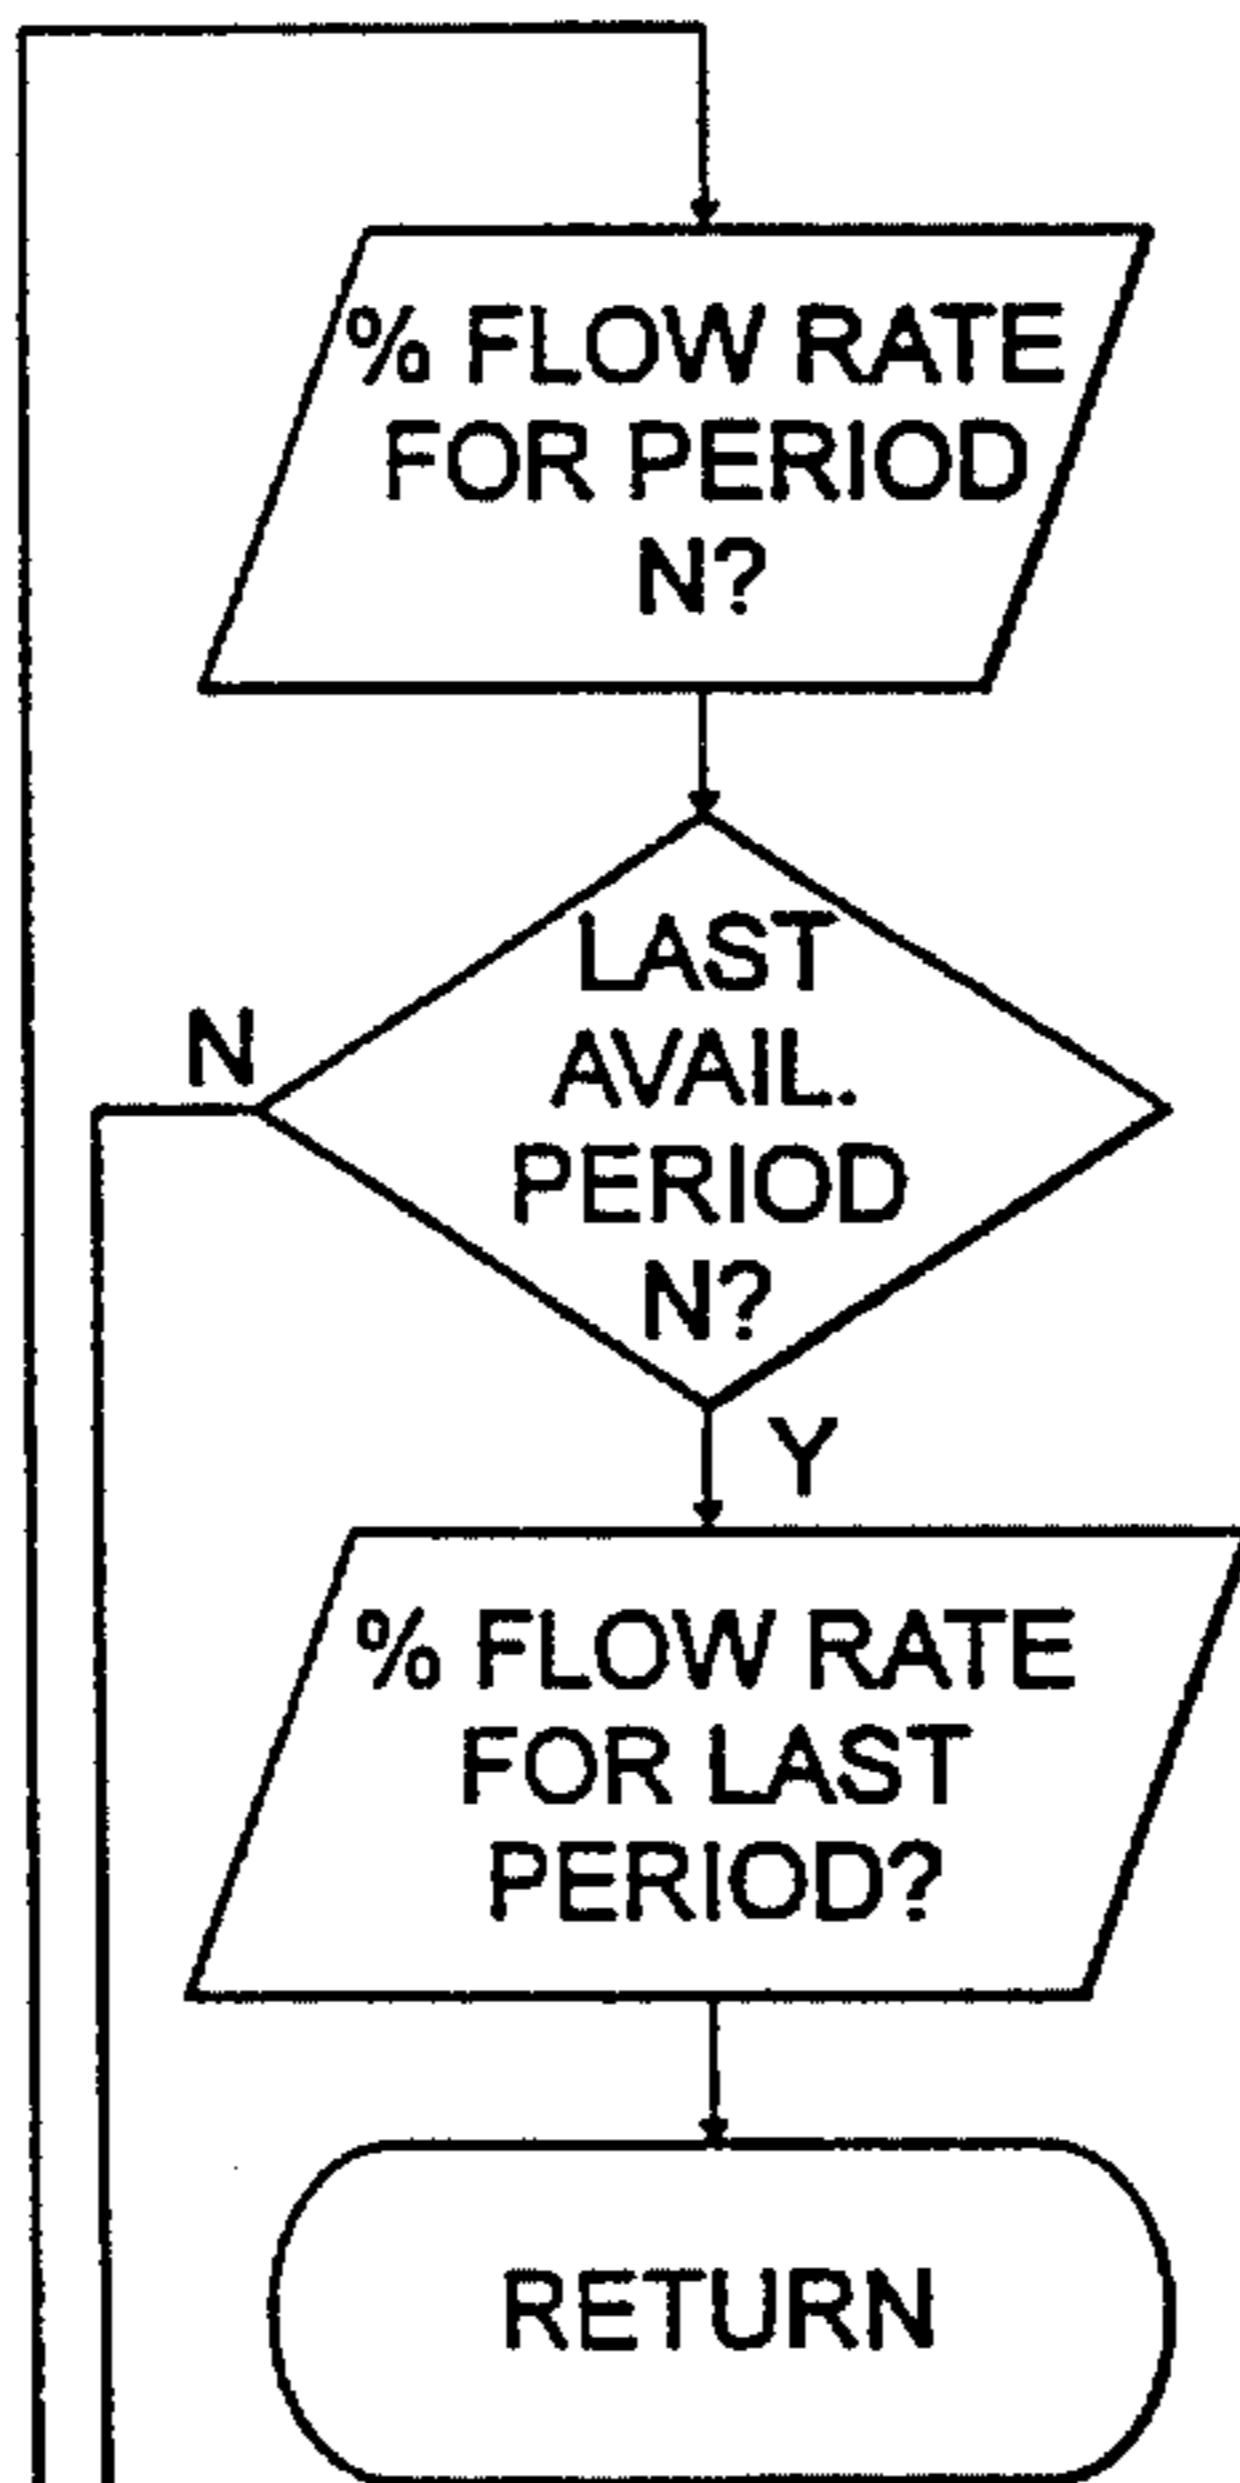 % FLOW RATE
FOR PERIOD
N?
LAST
AVAIL.
PERIOD
N?
N
Y
% FLOW RATE
FOR LAST
PERIOD?
RETURN